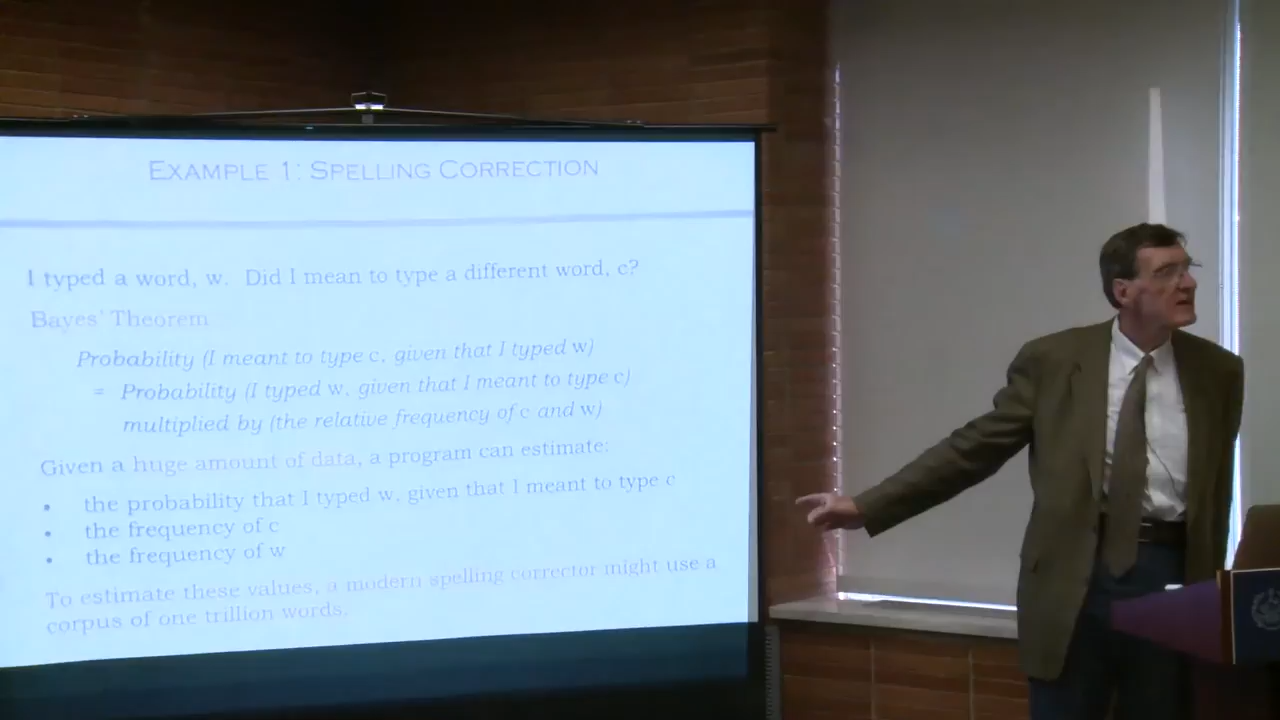 EXAMPLE 1: SPELLING CORRECTION
I typed a word, w. Did I mean to type a different word, c?
Bayes' Theorem
Probability (I meant to type c, given that I typed w)
= Probability (I typed w, given that I meant to type c)
multiplied by (the relative frequency of c and w)
Given a huge amount of data, a program can estimate:
• the probability that I typed w, given that I meant to type c
• the frequency of c
• the frequency of w
To estimate these values, a modern spelling corrector might use a
corpus of one trillion words.